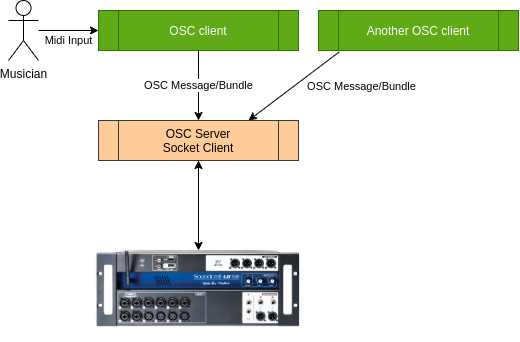 OSC client
Another OSC client
Midi Input
Musician
OSC Message/Bundle
OSC Message/Bundle
OSC Server
Socket Client
Soundcraft